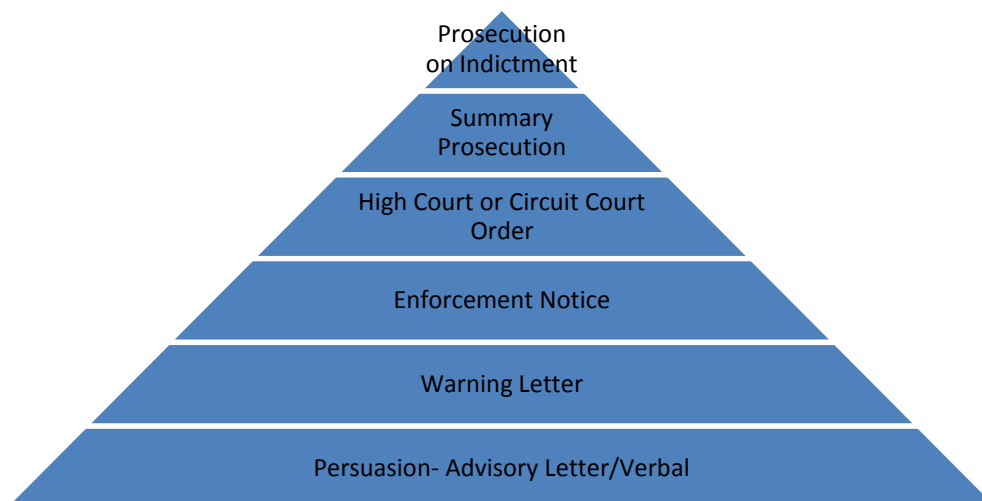 Prosecution
on Indictment
Summary
Prosecution
High Court or Circuit Court
Order
Enforcement Notice
Warning Letter
Persuasion- Advisory Letter/Verbal